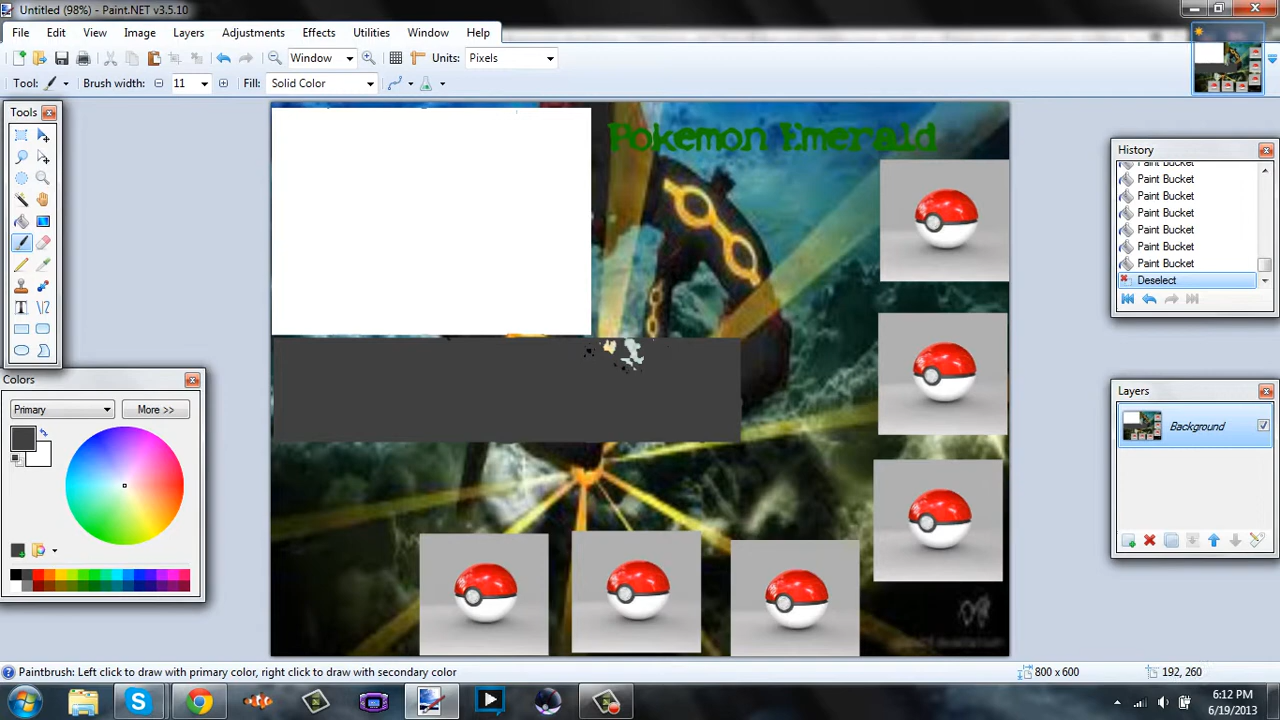 Untitled (98%) - Paint.NET v3.5.10
File Edit View Image Layers Adjustments Effects Utilities Window Help
Window Units: Pixels
Tool: Brush width: 11 Fill: Solid Color
Tools
Pokemon Emerald
History
Paint Bucket
Paint Bucket
Paint Bucket
Paint Bucket
Paint Bucket
Paint Bucket
Paint Bucket
Deselect
Colors
Primary More >>
Layers
Background
Paintbrush: Left click to draw with primary color, right click to draw with secondary color
800 x 600
192, 260
6:12 PM
6/19/2013